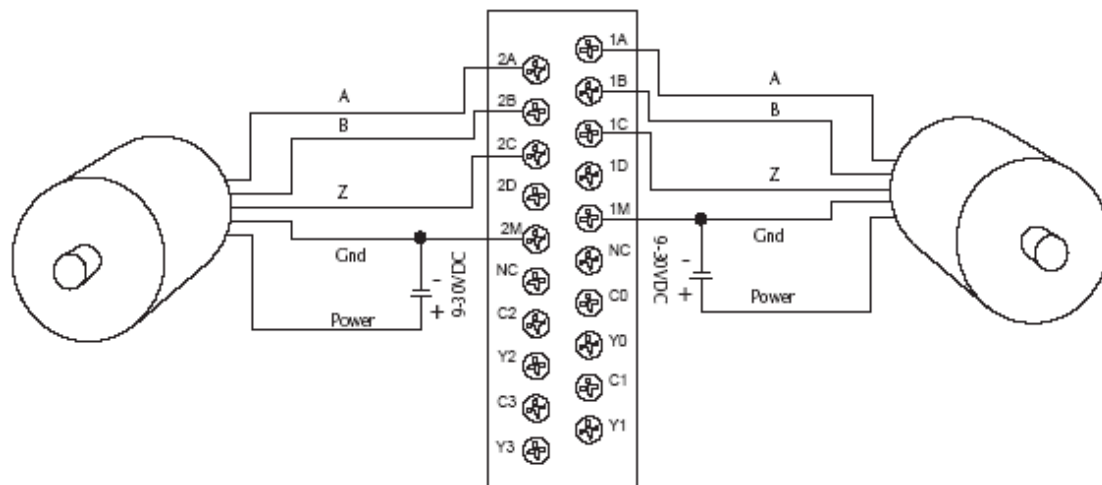 1A
2A
A
1B
A
2B
B
B
1C
2C
Z
1D
Z
2D
1M
2M
Gnd
Gnd
NC
NC
9-30VDC
-
+
9-30VDC
-
+
Power
Power
C0
C2
Y0
Y2
C1
C3
Y1
Y3